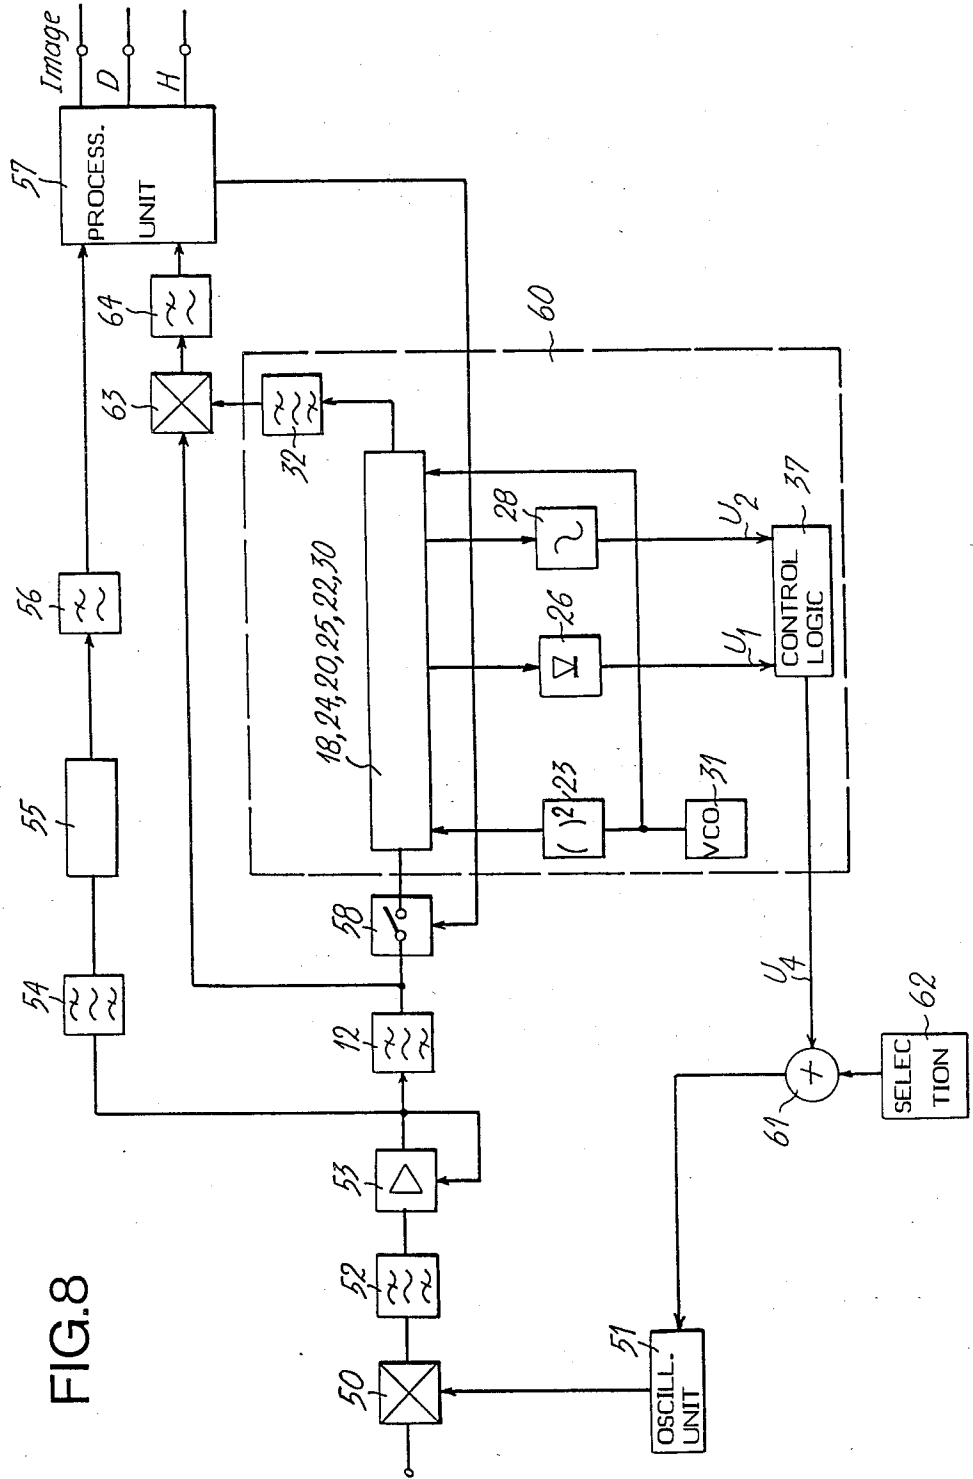 FIG.8
57
Image
D
H
PROCESS.
UNIT
56
64
55
63
54
60
32
18,24,20,25,22,30
28
58
12
26
U2
37
U1
CONTROL
LOGIC
( )² 23
31
VCO
53
52
50
U4
62
61
SELEC
TION
51
OSCILL.
UNIT